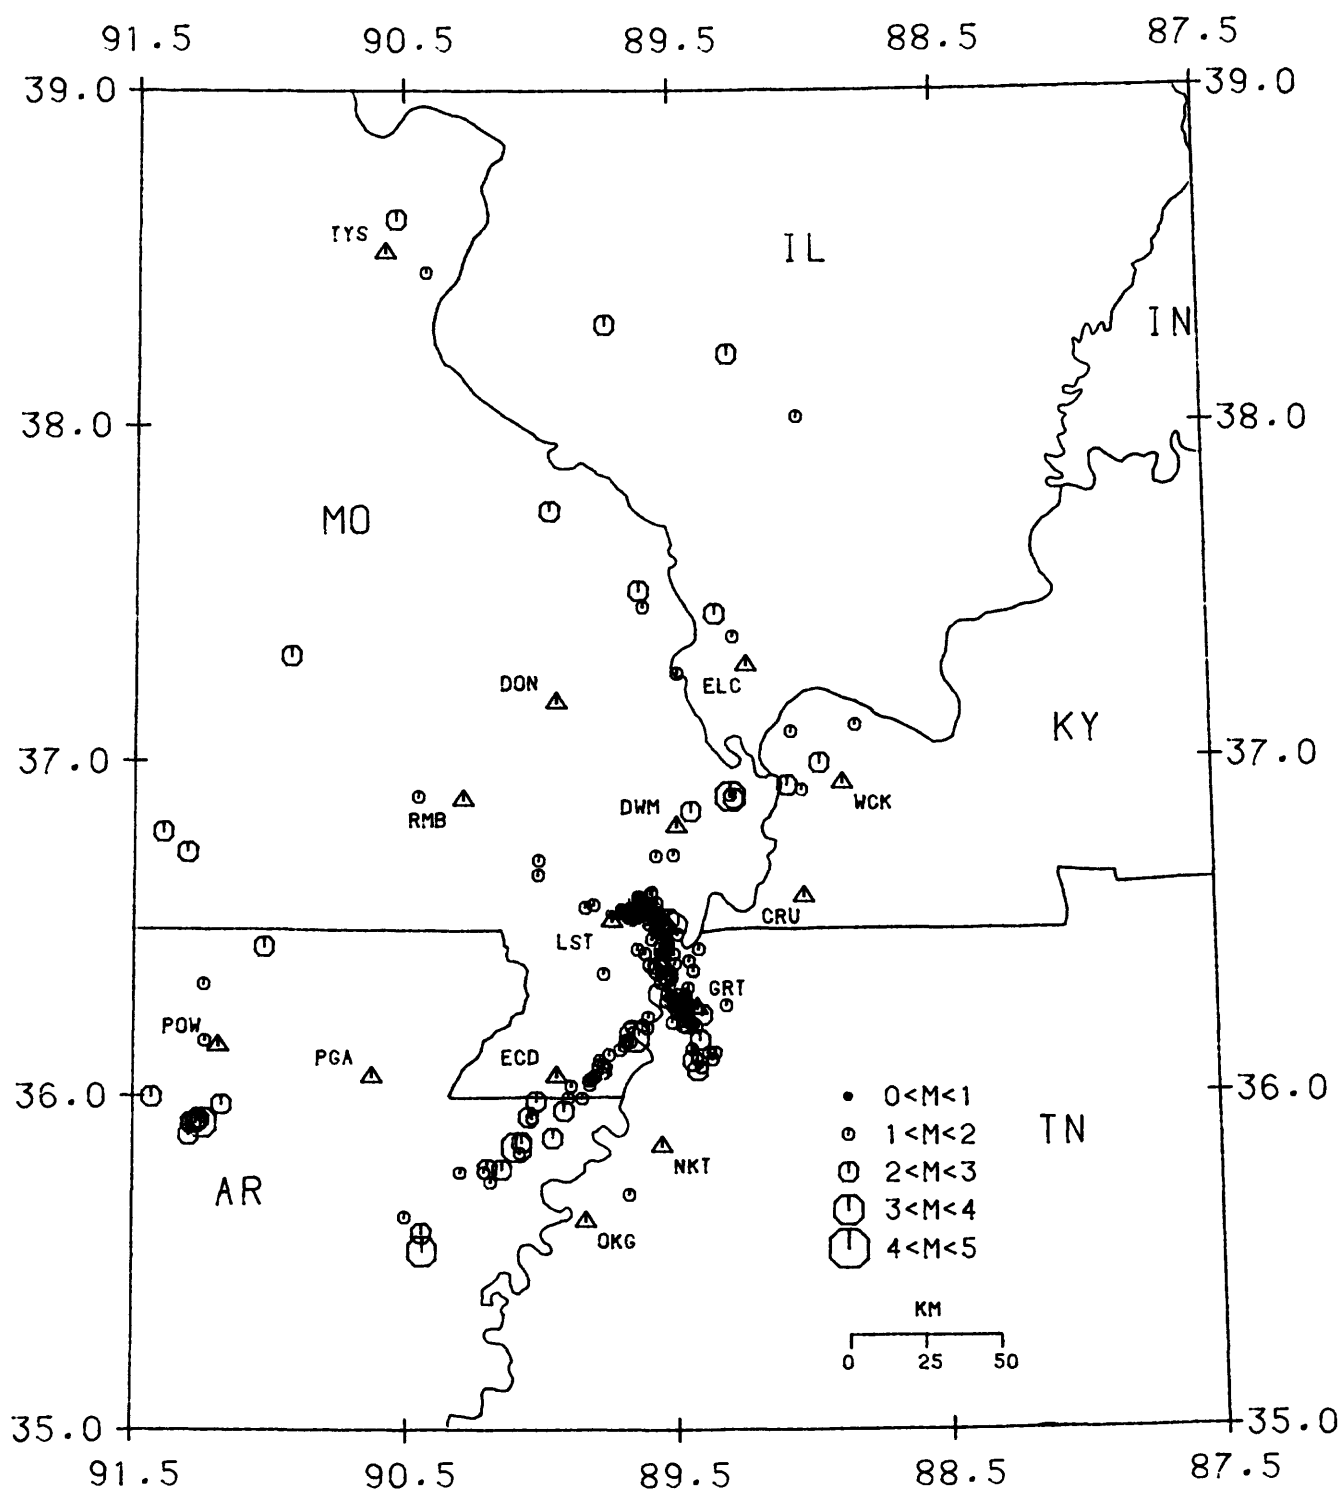 91.5 90.5 89.5 88.5 87.5
39.0 39.0
TYS
IL
IN
38.0 38.0
MO
DON
ELC
KY
37.0 37.0
DWM
WCK
RMB
CRU
LST
GRT
POW
PGA ECD
36.0 36.0
0<M<1
1<M<2
TN
NKT
2<M<3
AR
3<M<4
OKG
4<M<5
KM
0 25 50
35.0 35.0
91.5 90.5 89.5 88.5 87.5